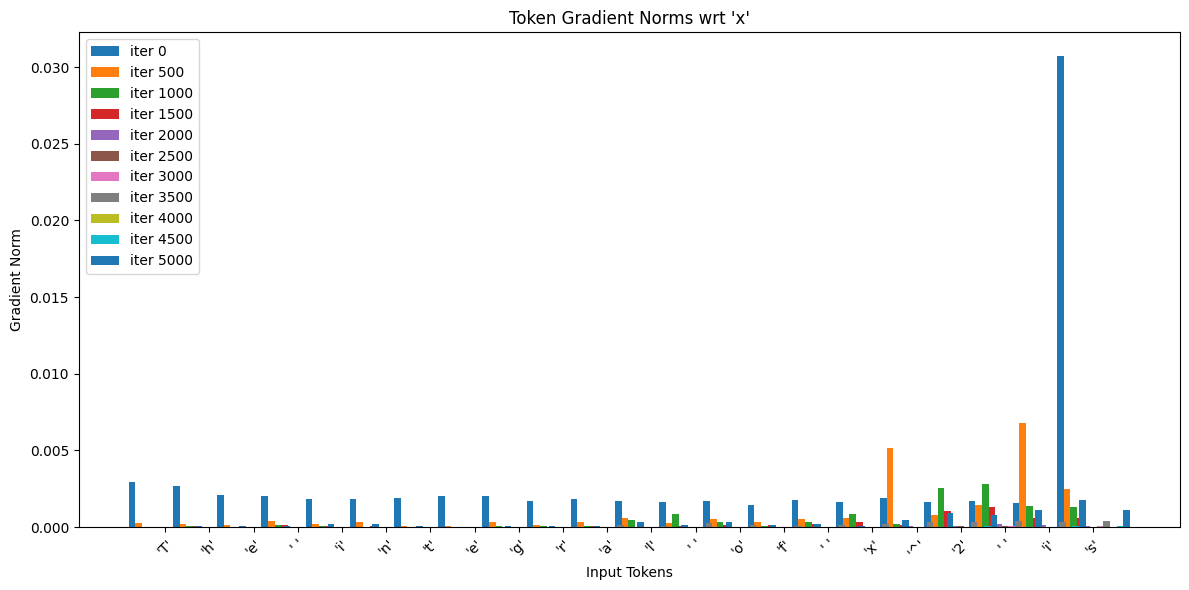 Token Gradient Norms wrt 'x'
iter 0
iter 500
iter 1000
iter 1500
iter 2000
iter 2500
iter 3000
iter 3500
iter 4000
iter 4500
iter 5000
Gradient Norm
0.030
0.025
0.020
0.015
0.010
0.005
0.000
'T' 'h' 'e' ' ' 'i' 'n' 't' 'e' 'g' 'r' 'a' 'l' ' ' 'o' 'f' ' ' 'x' '^' '2' ' ' 'i' 's'
Input Tokens